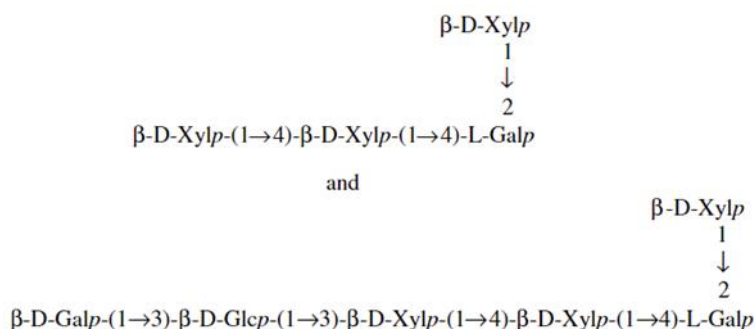 β-D-Xylp
1
↓
2
β-D-Xylp-(1→4)-β-D-Xylp-(1→4)-L-Galp
and
β-D-Xylp
1
↓
2
β-D-Galp-(1→3)-β-D-Glcp-(1→3)-β-D-Xylp-(1→4)-β-D-Xylp-(1→4)-L-Galp